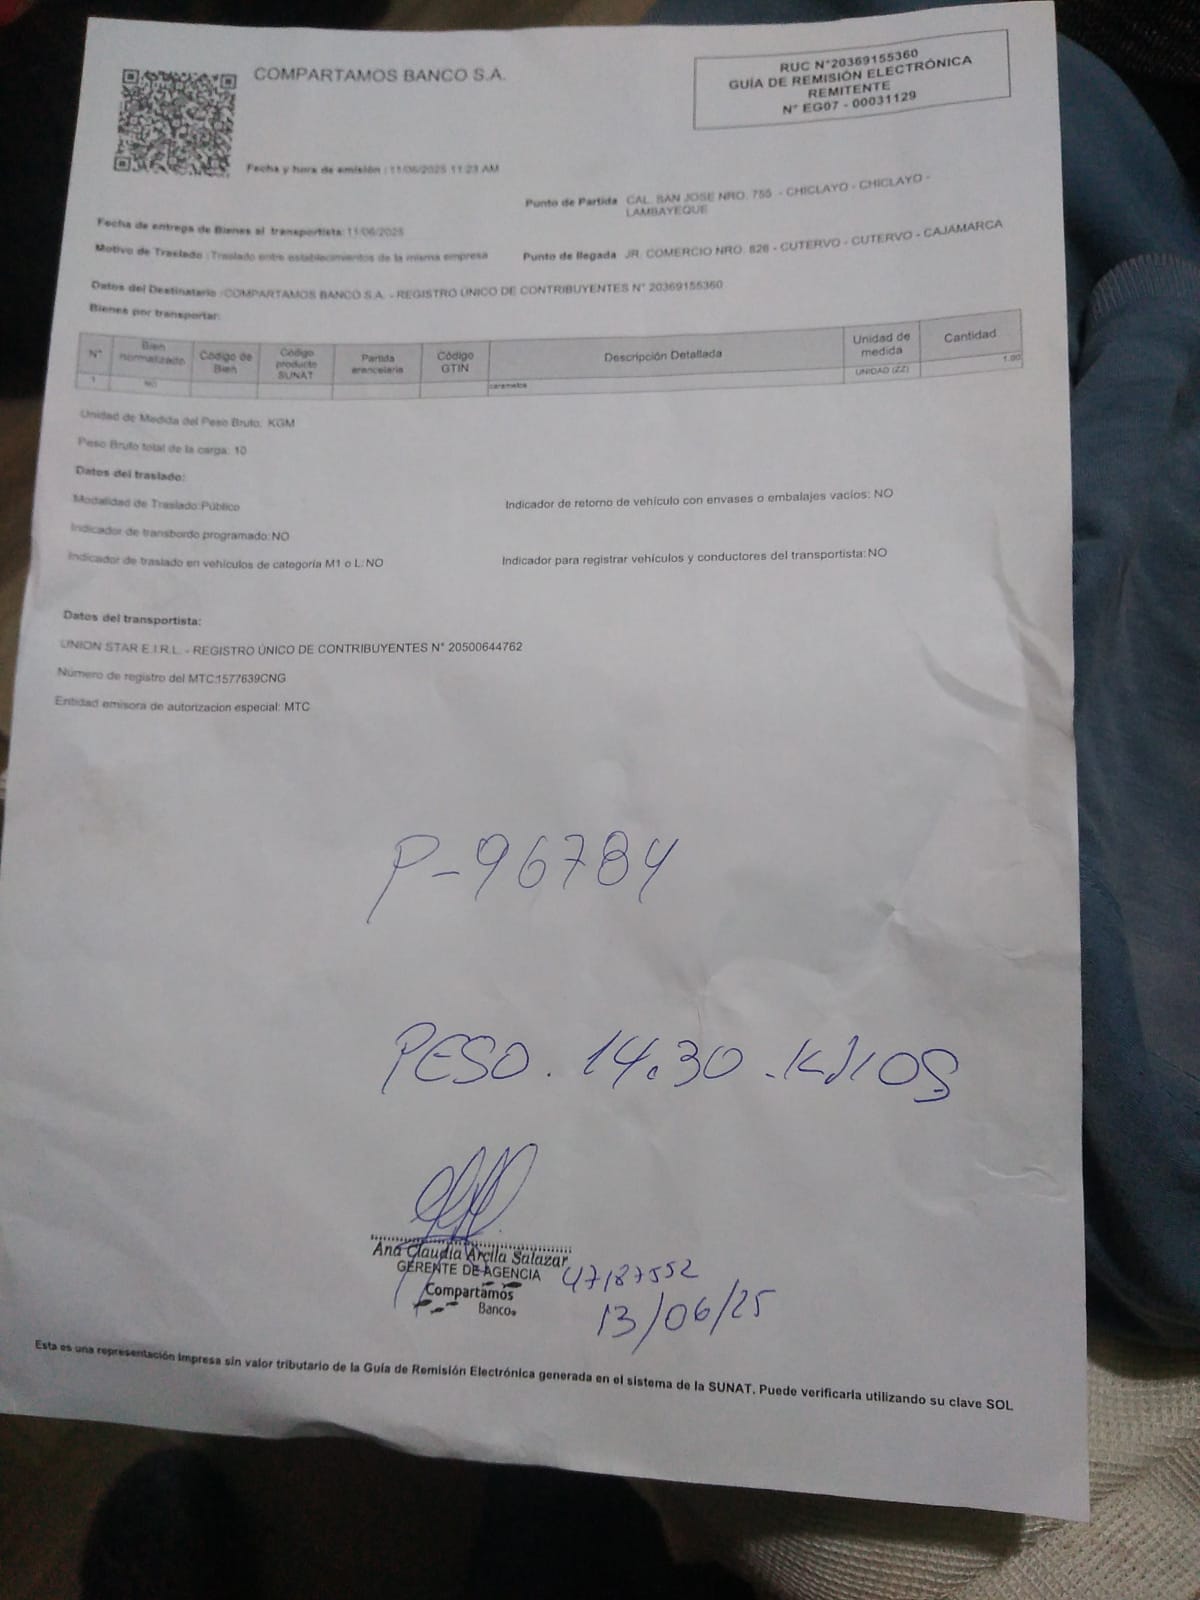 COMPARTAMOS BANCO S.A.
RUC N°20369155360
GUÍA DE REMISIÓN ELECTRÓNICA
REMITENTE
N° EG07 - 00031129
Fecha y hora de emisión : 11/06/2025 11:23 AM
Punto de Partida CAL. SAN JOSE NRO. 755 - CHICLAYO - CHICLAYO -
LAMBAYEQUE
Fecha de entrega de Bienes al transportista: 11/06/2025
Motivo de Traslado : Traslado entre establecimientos de la misma empresa
Punto de llegada JR. COMERCIO NRO. 826 - CUTERVO - CUTERVO - CAJAMARCA
Datos del Destinatario : COMPARTAMOS BANCO S.A. - REGISTRO ÚNICO DE CONTRIBUYENTES N° 20369155360
Bienes por transportar:
N° Bien normalizado Código de Bien Código producto SUNAT Partida arancelaria Código GTIN Descripción Detallada Unidad de medida Cantidad
1 NO caramelos UNIDAD (ZZ) 1.00
Unidad de Medida del Peso Bruto: KGM
Peso Bruto total de la carga: 10
Datos del traslado:
Modalidad de Traslado:Público
Indicador de retorno de vehículo con envases o embalajes vacíos: NO
Indicador de transbordo programado:NO
Indicador de traslado en vehículos de categoría M1 o L:NO
Indicador para registrar vehículos y conductores del transportista:NO
Datos del transportista:
UNION STAR E.I.R.L. - REGISTRO ÚNICO DE CONTRIBUYENTES N° 20500644762
Número de registro del MTC:1577639CNG
Entidad emisora de autorizacion especial: MTC
P-96784
PESO. 14.30 .KILOS
Ana Claudia Arcila Salazar
GERENTE DE AGENCIA
47187552
Compartamos
Banco
13/06/25
Esta es una representación impresa sin valor tributario de la Guía de Remisión Electrónica generada en el sistema de la SUNAT. Puede verificarla utilizando su clave SOL